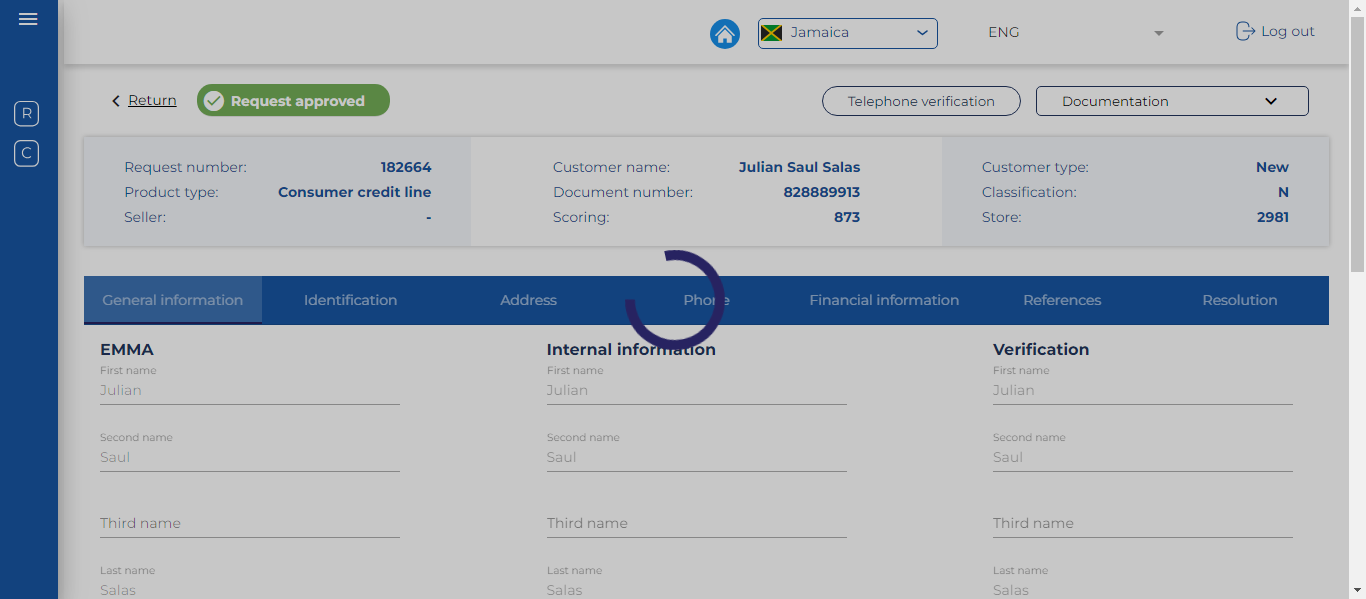 Jamaica ENG Log out
R
C
Return Request approved Telephone verification Documentation
Request number: 182664 Customer name: Julian Saul Salas Customer type: New
Product type: Consumer credit line Document number: 828889913 Classification: N
Seller: - Scoring: 873 Store: 2981
General information Identification Address Phone Financial information References Resolution
EMMA Internal information Verification
First name First name First name
Julian Julian Julian
Second name Second name Second name
Saul Saul Saul
Third name Third name Third name
Last name Last name Last name
Salas Salas Salas